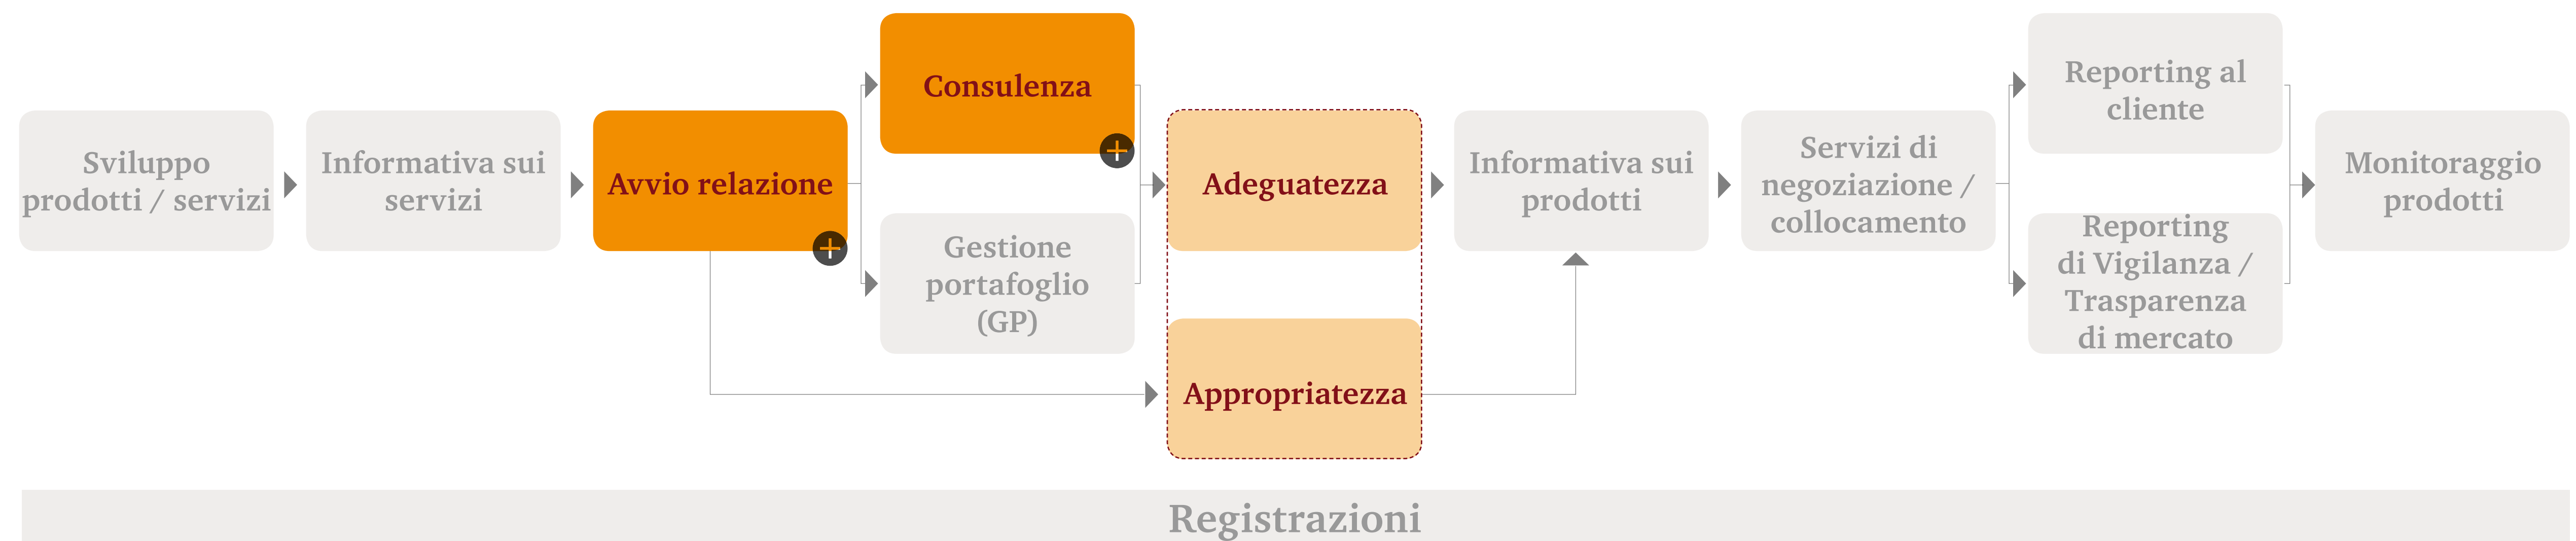 Sviluppo
prodotti / servizi
Informativa sui
servizi
Avvio relazione
Consulenza
Gestione
portafoglio
(GP)
Adeguatezza
Appropriatezza
Informativa sui
prodotti
Servizi di
negoziazione /
collocamento
Reporting al
cliente
Reporting
di Vigilanza /
Trasparenza
di mercato
Monitoraggio
prodotti
Registrazioni